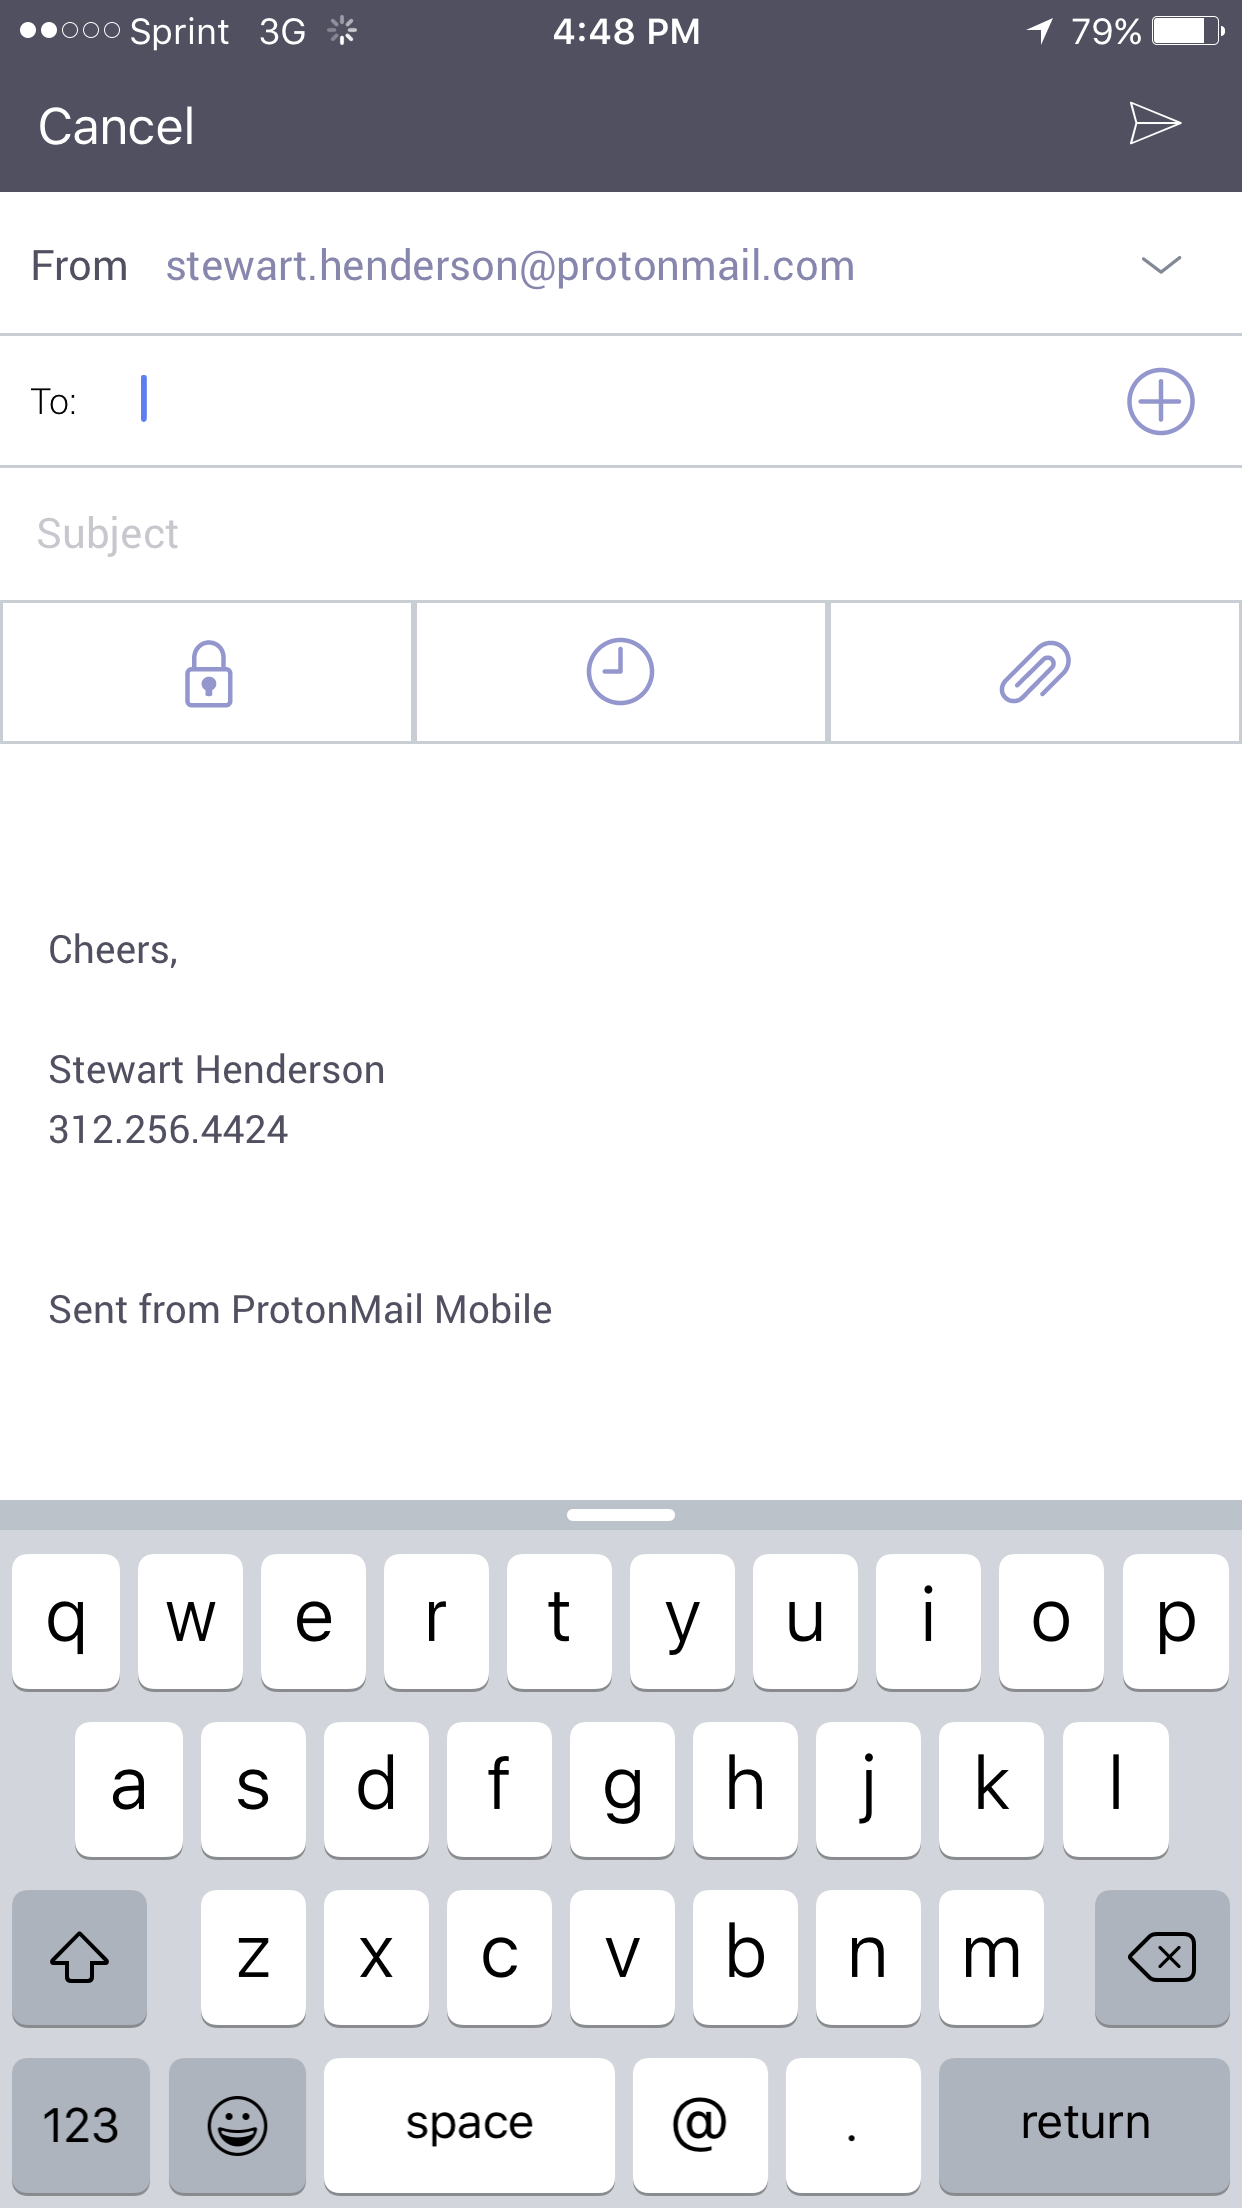 Sprint 3G 4:48 PM 79%
Cancel
From stewart.henderson@protonmail.com
To:
Subject
Cheers,
Stewart Henderson
312.256.4424
Sent from ProtonMail Mobile
q w e r t y u i o p
a s d f g h j k l
z x c v b n m
123 space @ . return